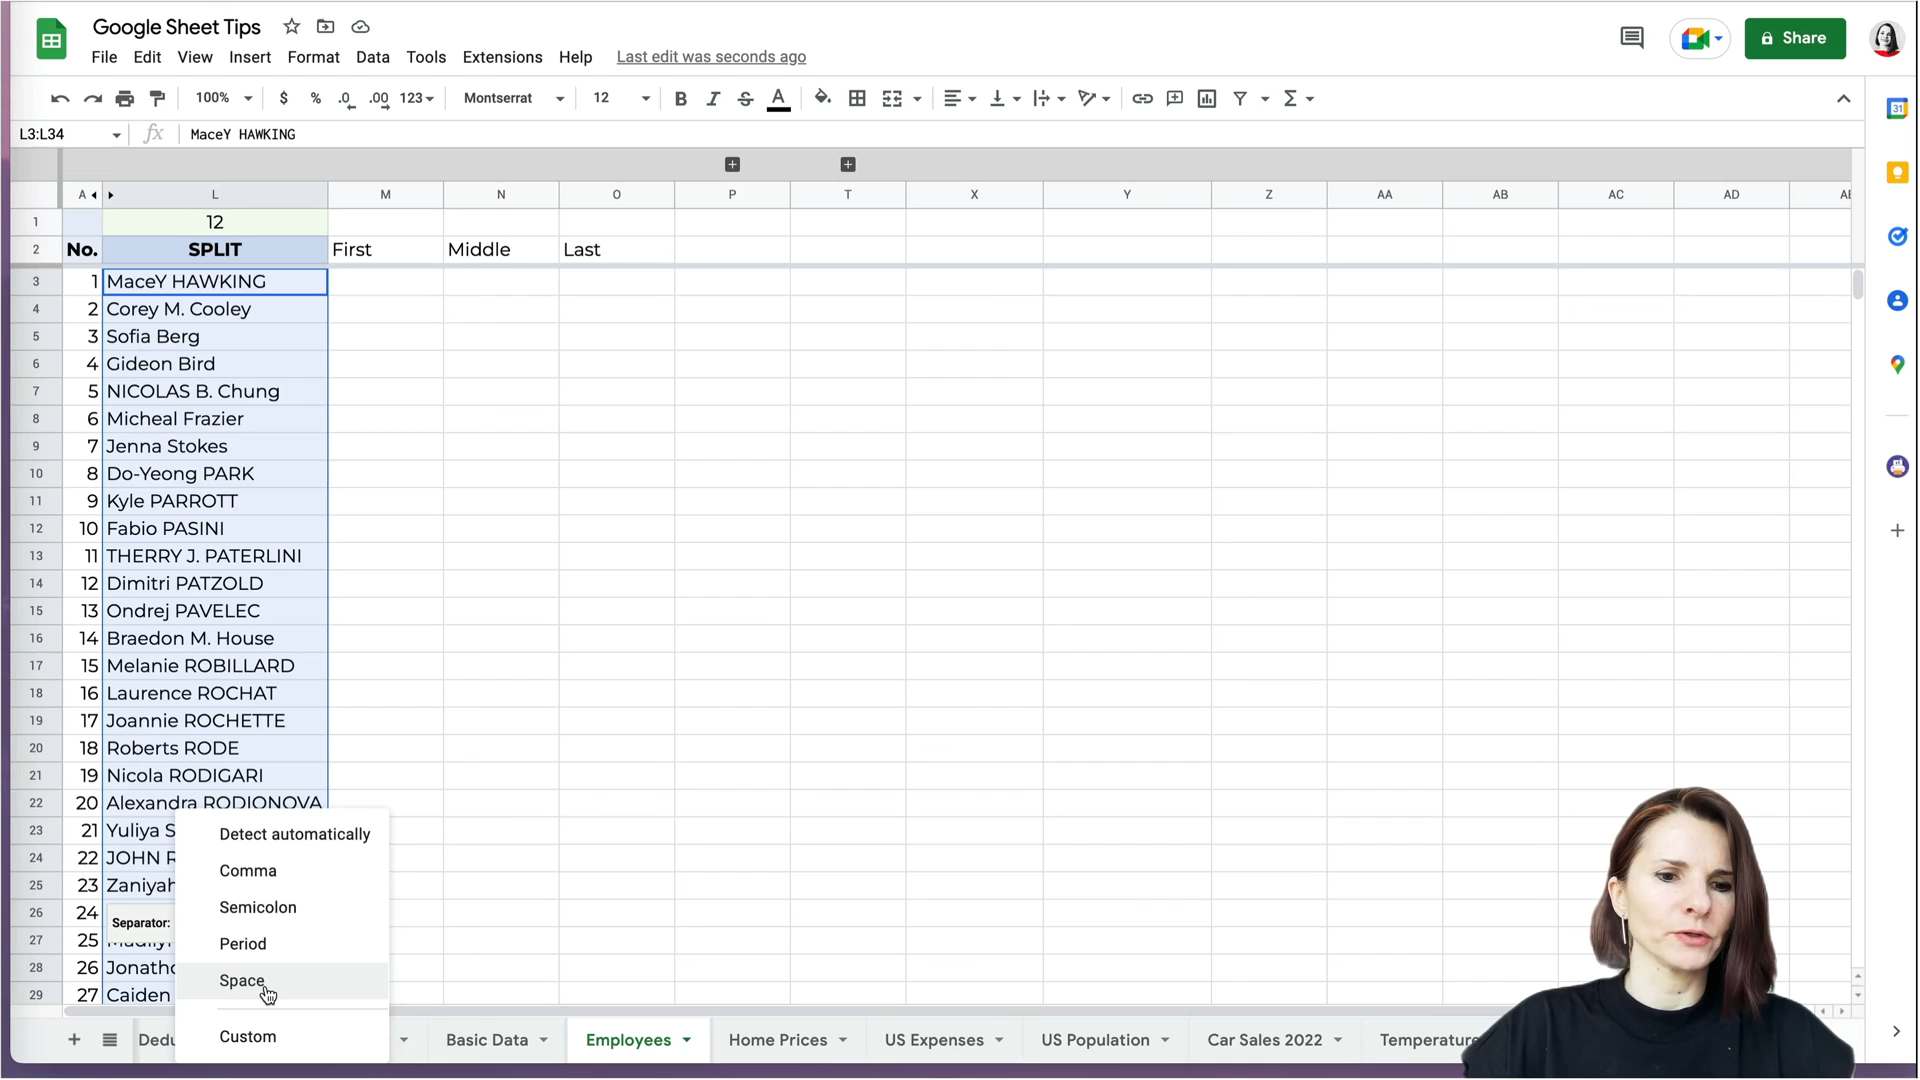 Google Sheet Tips
File Edit View Insert Format Data Tools Extensions Help Last edit was seconds ago
Share
100% $ % .0 .00 123 Montserrat 12 B I S A Σ
L3:L34 fx MaceY HAWKING
A L M N O P T X Y Z AA AB AC AD
1 12
2 No. SPLIT First Middle Last
3 1 MaceY HAWKING
4 2 Corey M. Cooley
5 3 Sofia Berg
6 4 Gideon Bird
7 5 NICOLAS B. Chung
8 6 Micheal Frazier
9 7 Jenna Stokes
10 8 Do-Yeong PARK
11 9 Kyle PARROTT
12 10 Fabio PASINI
13 11 THERRY J. PATERLINI
14 12 Dimitri PATZOLD
15 13 Ondrej PAVELEC
16 14 Braedon M. House
17 15 Melanie ROBILLARD
18 16 Laurence ROCHAT
19 17 Joannie ROCHETTE
20 18 Roberts RODE
21 19 Nicola RODIGARI
22 20 Alexandra RODIONOVA
23 21 Yuliya S
24 22 JOHN R
25 23 Zaniyah
26 24
27 25
28 26 Jonatho
29 27 Caiden
Separator:
Detect automatically
Comma
Semicolon
Period
Space
Custom
Dedu Basic Data Employees Home Prices US Expenses US Population Car Sales 2022 Temperature
31